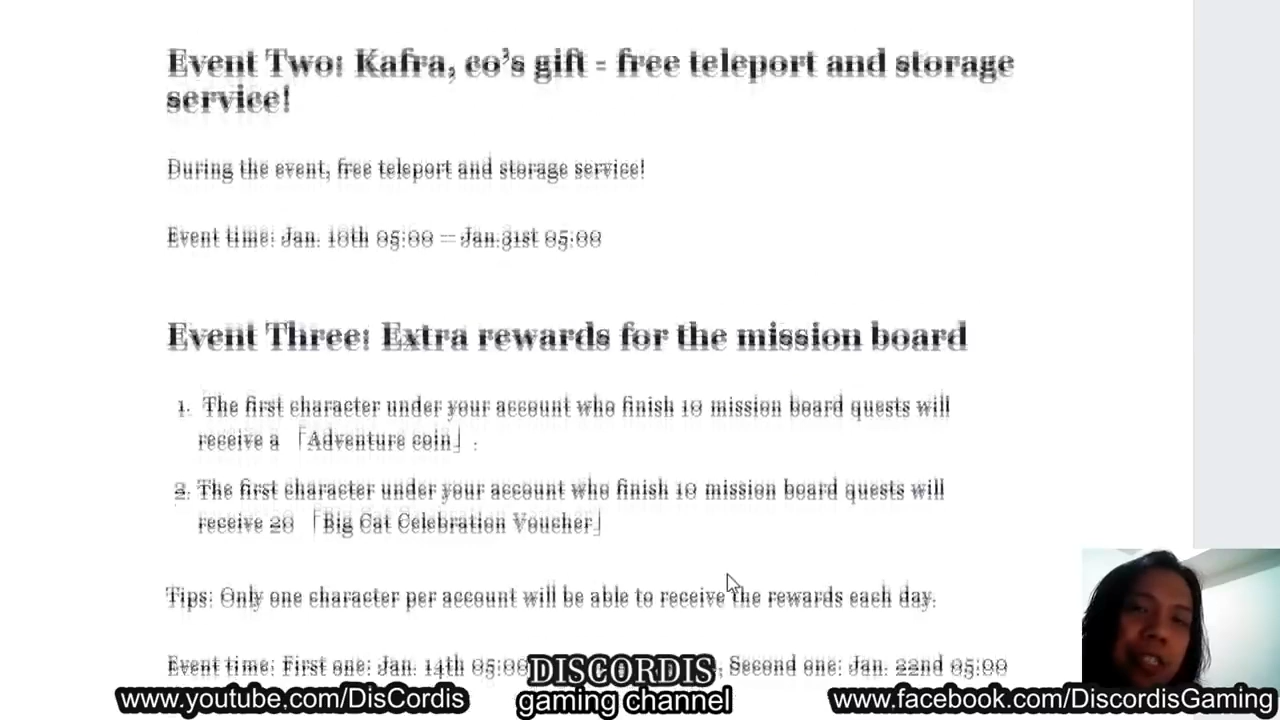 Event Two: Kafra, co's gift = free teleport and storage
service!
During the event, free teleport and storage service!
Event time: Jan. 10th 05:00 – Jan.31st 05:00
Event Three: Extra rewards for the mission board
1. The first character under your account who finish 10 mission board quests will
receive a 「Adventure coin」.
2. The first character under your account who finish 10 mission board quests will
receive 20 「Big Cat Celebration Voucher」
Tips: Only one character per account will be able to receive the rewards each day.
Event time: First one: Jan. 14th 05:00 Second one: Jan. 22nd 05:00
DISCORDIS
www.youtube.com/DisCordis gaming channel www.facebook.com/DiscordisGaming